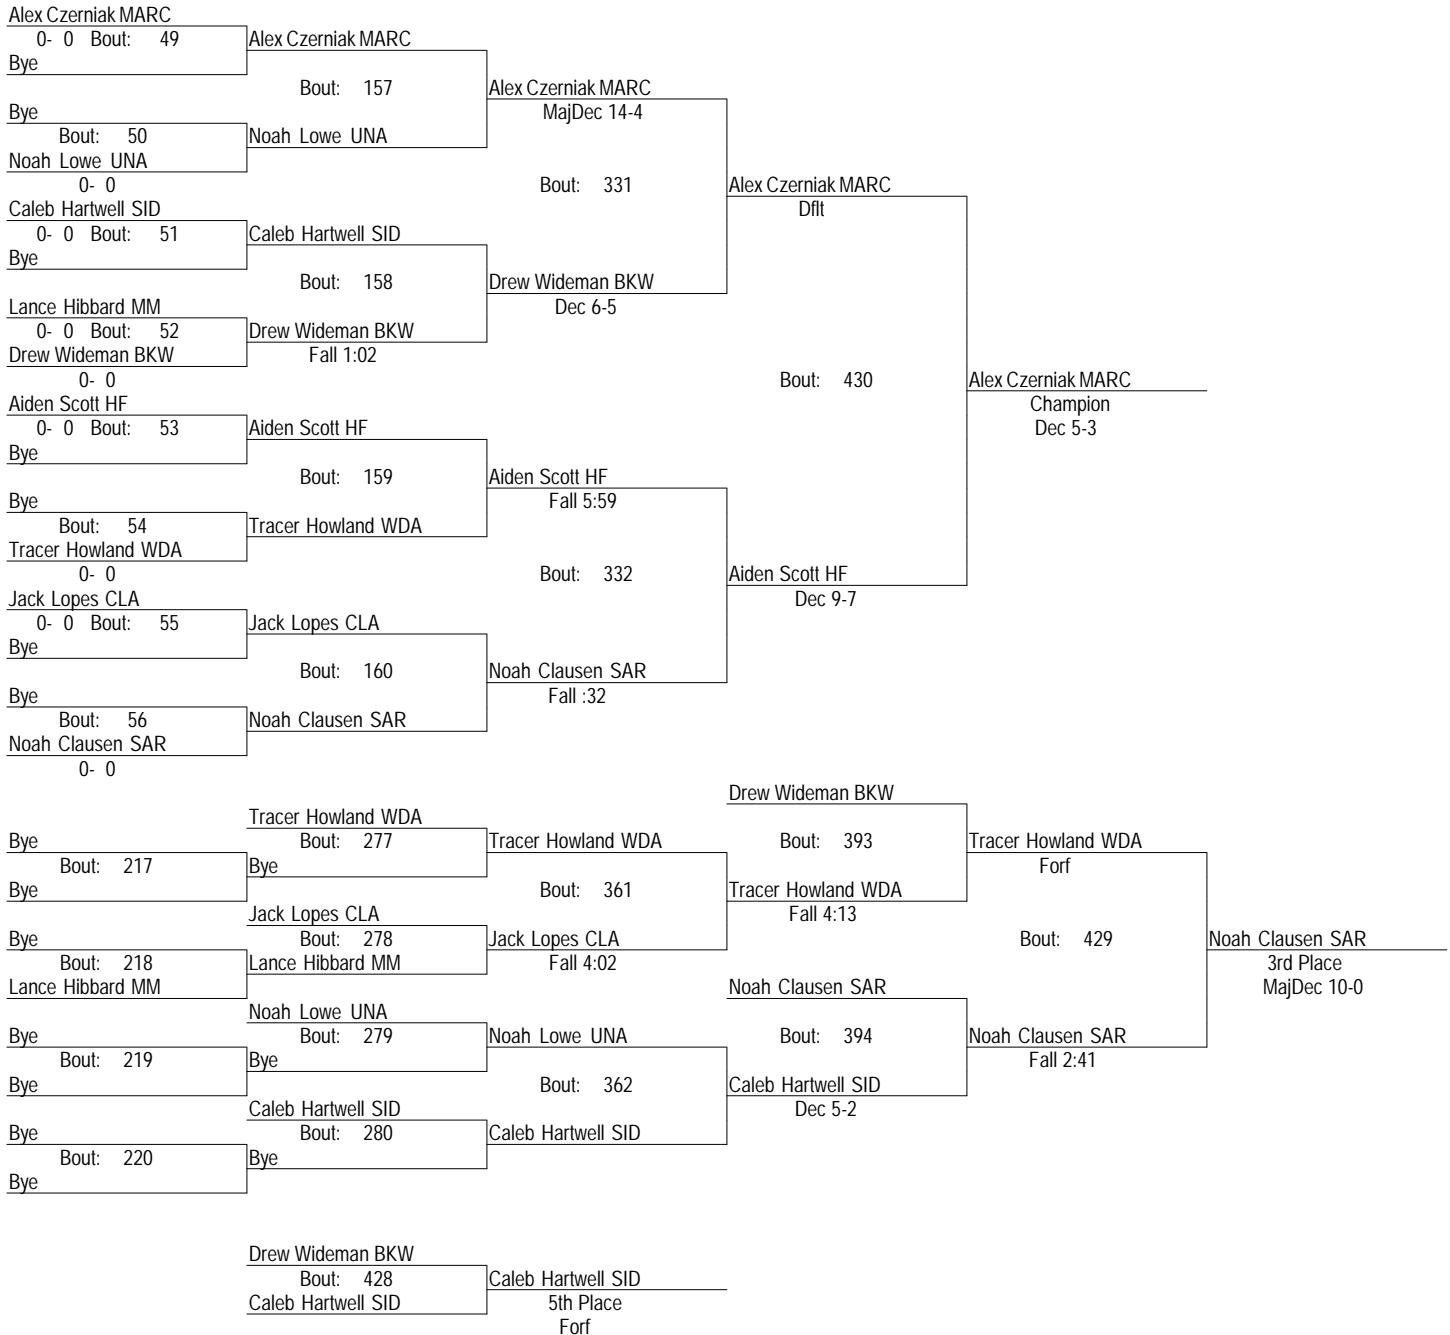 Alex Czerniak MARC
0- 0 Bout: 49
Alex Czerniak MARC
Bye
Bout: 157
Alex Czerniak MARC
MajDec 14-4
Bye
Bout: 50
Noah Lowe UNA
Noah Lowe UNA
0- 0
Bout: 331
Alex Czerniak MARC
Dflt
Caleb Hartwell SID
0- 0 Bout: 51
Caleb Hartwell SID
Bye
Bout: 158
Drew Wideman BKW
Dec 6-5
Lance Hibbard MM
0- 0 Bout: 52
Drew Wideman BKW
Drew Wideman BKW
Fall 1:02
0- 0
Bout: 430
Alex Czerniak MARC
Champion
Dec 5-3
Aiden Scott HF
0- 0 Bout: 53
Aiden Scott HF
Bye
Bout: 159
Aiden Scott HF
Fall 5:59
Bye
Bout: 54
Tracer Howland WDA
Tracer Howland WDA
0- 0
Bout: 332
Aiden Scott HF
Dec 9-7
Jack Lopes CLA
0- 0 Bout: 55
Jack Lopes CLA
Bye
Bout: 160
Noah Clausen SAR
Fall :32
Bye
Bout: 56
Noah Clausen SAR
Noah Clausen SAR
0- 0
Drew Wideman BKW
Tracer Howland WDA
Bye
Bout: 277
Tracer Howland WDA
Bout: 393
Tracer Howland WDA
Forf
Bout: 217
Bye
Bye
Bout: 361
Tracer Howland WDA
Fall 4:13
Jack Lopes CLA
Bye
Bout: 278
Jack Lopes CLA
Fall 4:02
Bout: 429
Noah Clausen SAR
3rd Place
MajDec 10-0
Bout: 218
Lance Hibbard MM
Lance Hibbard MM
Noah Clausen SAR
Noah Lowe UNA
Bye
Bout: 279
Noah Lowe UNA
Bout: 394
Noah Clausen SAR
Fall 2:41
Bout: 219
Bye
Bye
Bout: 362
Caleb Hartwell SID
Dec 5-2
Caleb Hartwell SID
Bye
Bout: 280
Caleb Hartwell SID
Bout: 220
Bye
Bye
Drew Wideman BKW
Bout: 428
Caleb Hartwell SID
Caleb Hartwell SID
5th Place
Forf